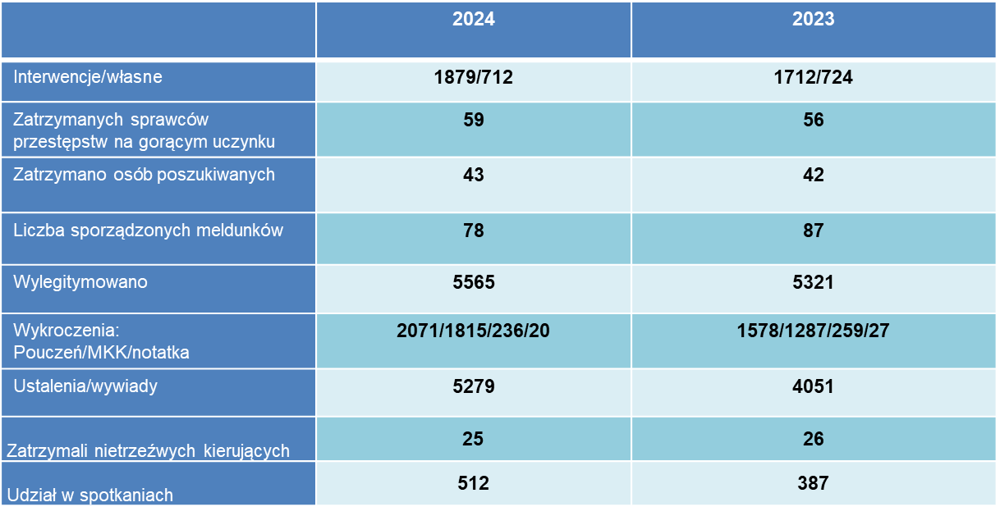 2024 2023
Interwencje/własne 1879/712 1712/724
Zatrzymanych sprawców 59 56
przestępstw na gorącym uczynku
Zatrzymano osób poszukiwanych 43 42
Liczba sporządzonych meldunków 78 87
Wylegitymowano 5565 5321
Wykroczenia: 2071/1815/236/20 1578/1287/259/27
Pouczeń/MKK/notatka
Ustalenia/wywiady 5279 4051
Zatrzymali nietrzeźwych kierujących 25 26
Udział w spotkaniach 512 387